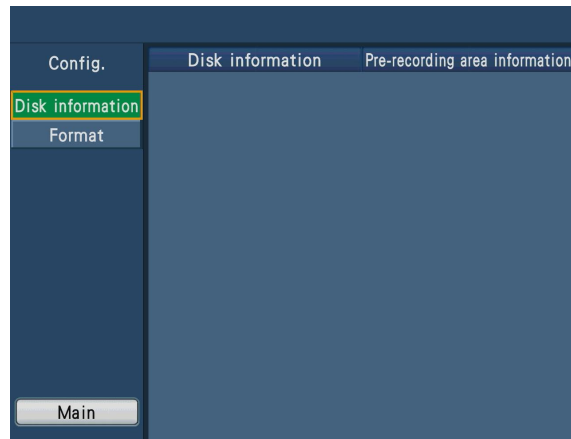 Config.
Disk information
Pre-recording area information
Disk information
Format
Main